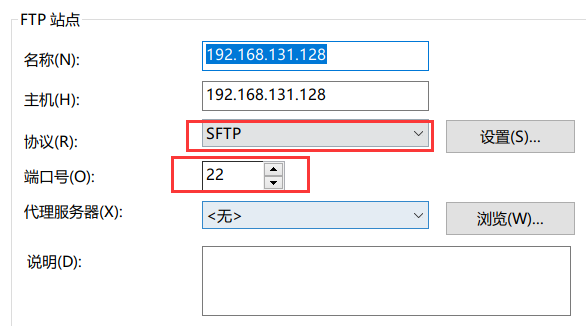 FTP 站点
名称(N):
192.168.131.128
主机(H):
192.168.131.128
协议(R):
SFTP
设置(S)...
端口号(O):
22
代理服务器(X):
<无>
浏览(W)...
说明(D):